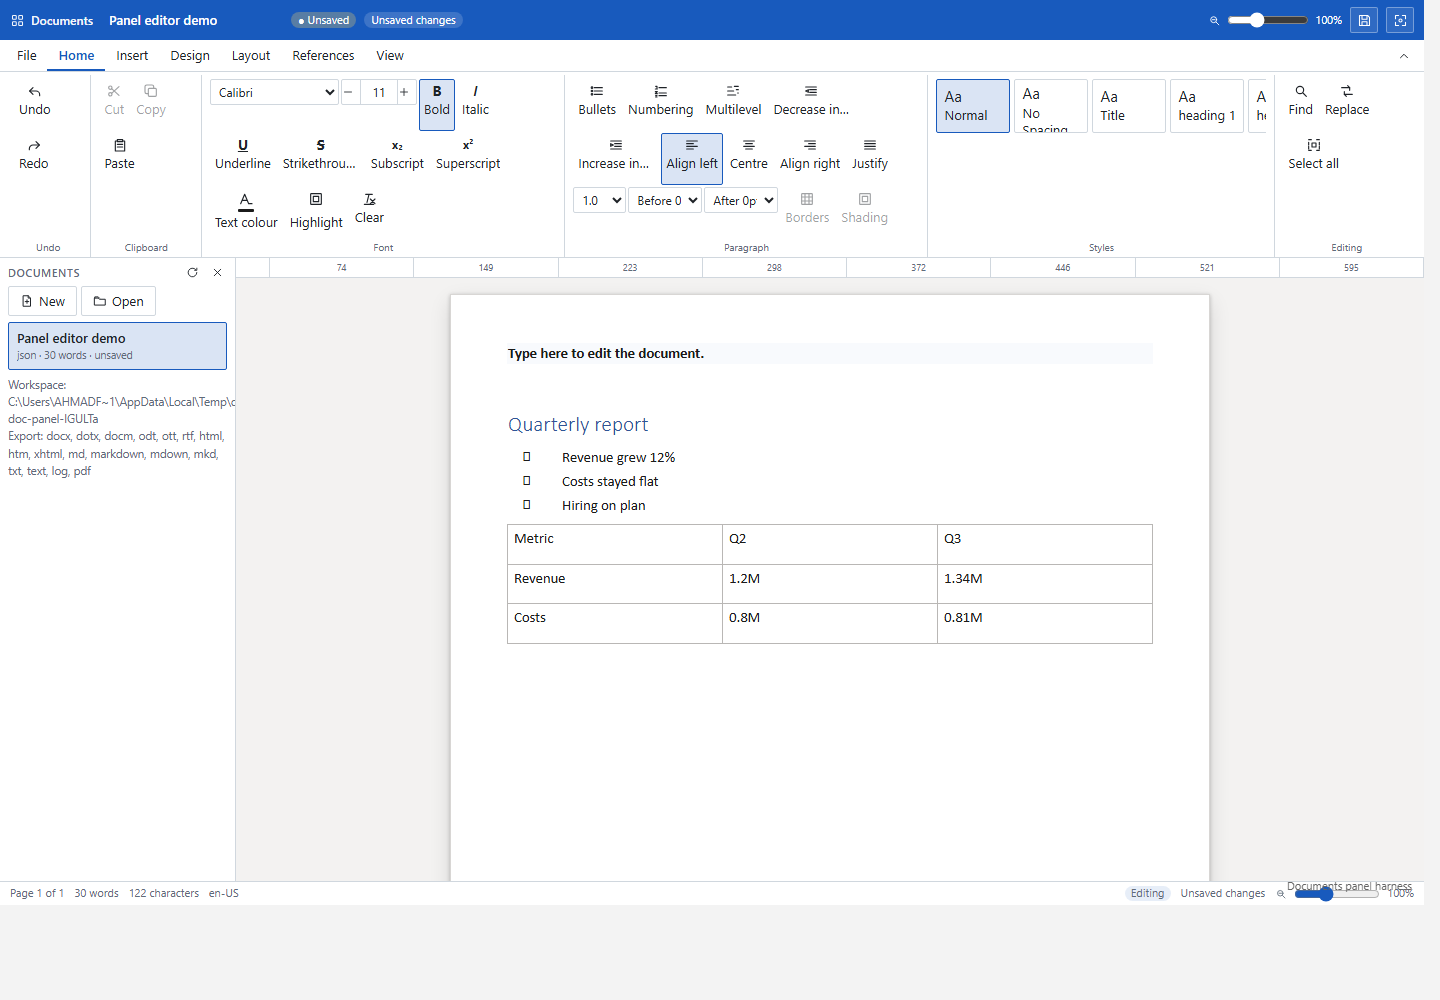 Documents Panel editor demo Unsaved Unsaved changes 100%
File Home Insert Design Layout References View
Undo Cut Copy Calibri 11 Bold Italic Bullets Numbering Multilevel Decrease in... Aa Normal Aa No Spacing Aa Title Aa heading 1 Find Replace
Redo Paste Underline Strikethrou... Subscript Superscript Increase in... Align left Centre Align right Justify Select all
Text colour Highlight Clear 1.0 Before 0 After 0p Borders Shading
Undo Clipboard Font Paragraph Styles Editing
DOCUMENTS
74 149 223 298 372 446 521 595
New Open
Panel editor demo
json · 30 words · unsaved
Workspace:
C:\Users\AHMADF~1\AppData\Local\Temp\
doc-panel-IGULTa
Export: docx, dotx, docm, odt, ott, rtf, html,
htm, xhtml, md, markdown, mdown, mkd,
txt, text, log, pdf
Type here to edit the document.
Quarterly report
Revenue grew 12%
Costs stayed flat
Hiring on plan
Metric Q2 Q3
Revenue 1.2M 1.34M
Costs 0.8M 0.81M
Page 1 of 1 30 words 122 characters en-US Editing Unsaved changes 100%
Documents panel harness